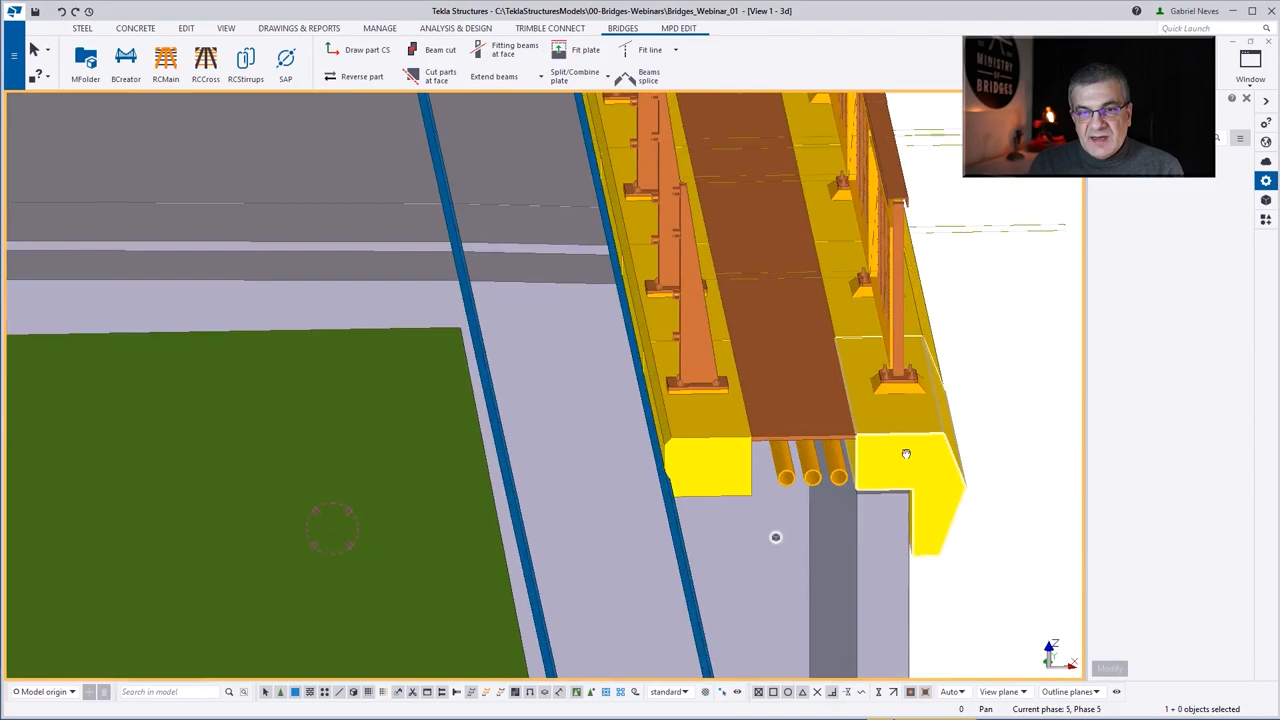 Tekla Structures - C:\TeklaStructuresModels\00-Bridges-Webinars\Bridges_Webinar_01 - [View 1 - 3d]
Gabriel Neves
STEEL CONCRETE EDIT VIEW DRAWINGS & REPORTS MANAGE ANALYSIS & DESIGN TRIMBLE CONNECT BRIDGES MPD EDIT
Quick Launch
MFolder BCreator RCMain RCCross RCStirrups SAP
Draw part CS
Reverse part
Beam cut
Cut parts
at face
Fitting beams
at face
Extend beams
Fit plate
Split/Combine
plate
Fit line
Beams
splice
Window
MINISTRY
OF
BRIDGES
Z
Y
X
Modify
Model origin
Search in model
standard
Auto
View plane
Outline planes
0
Pan
Current phase: 5, Phase 5
1 + 0 objects selected